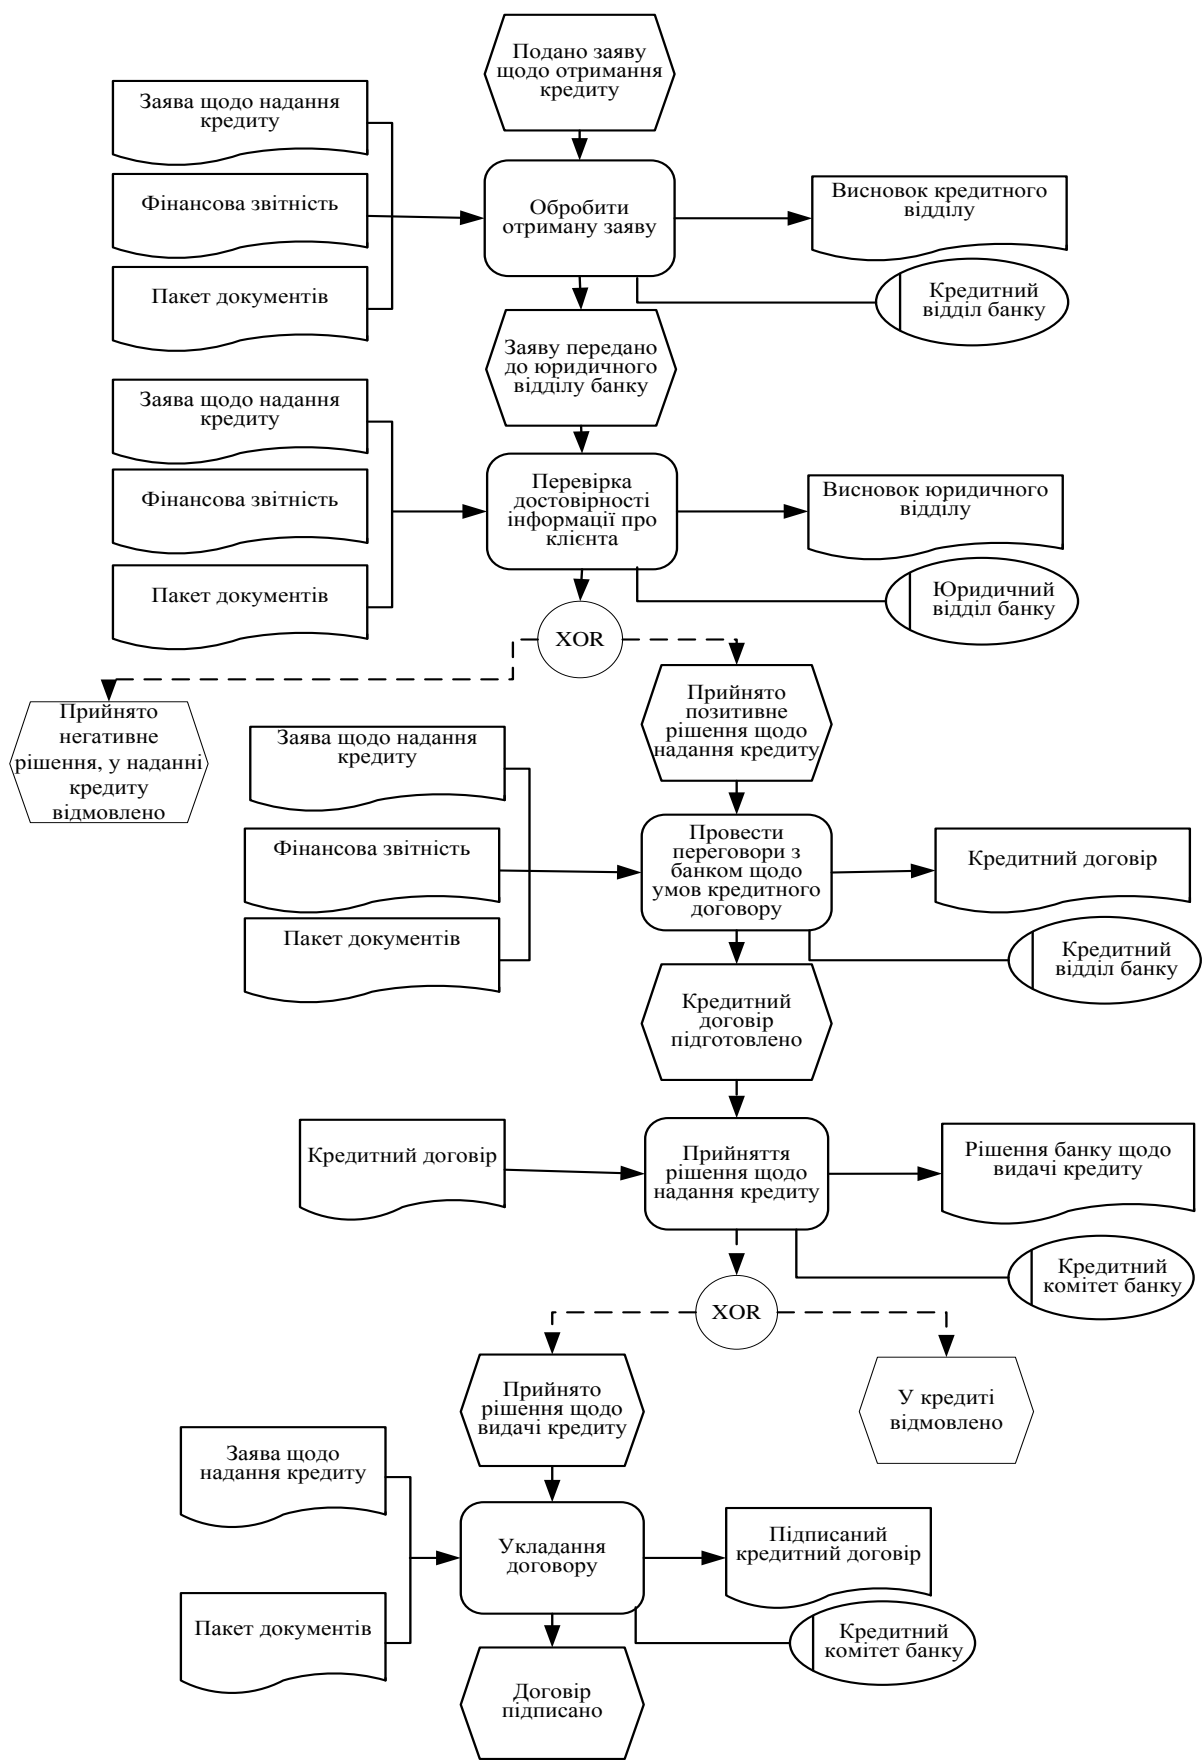 Подано заяву
щодо отримання
кредиту
Заява щодо надання
кредиту
Фінансова звітність
Пакет документів
Обробити
отриману заяву
Висновок кредитного
відділу
Кредитний
відділ банку
Заяву передано
до юридичного
відділу банку
Заява щодо надання
кредиту
Фінансова звітність
Пакет документів
Перевірка
достовірності
інформації про
клієнта
Висновок юридичного
відділу
Юридичний
відділ банку
XOR
Прийнято
негативне
рішення, у наданні
кредиту
відмовлено
Прийнято
позитивне
рішення щодо
надання кредиту
Заява щодо надання
кредиту
Фінансова звітність
Пакет документів
Провести
переговори з
банком щодо
умов кредитного
договору
Кредитний договір
Кредитний
відділ банку
Кредитний
договір
підготовлено
Кредитний договір
Прийняття
рішення щодо
надання кредиту
Рішення банку щодо
видачі кредиту
Кредитний
комітет банку
XOR
Прийнято
рішення щодо
видачі кредиту
У кредиті
відмовлено
Заява щодо
надання кредиту
Пакет документів
Укладання
договору
Підписаний
кредитний договір
Кредитний
комітет банку
Договір
підписано